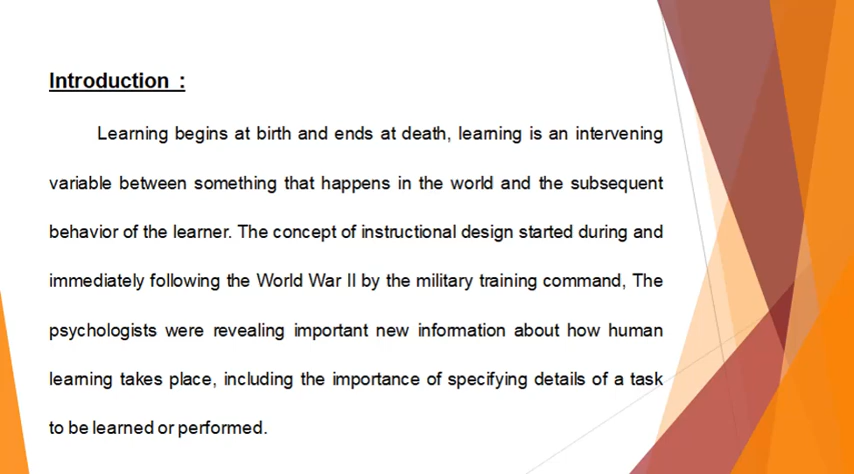 Introduction :
Learning begins at birth and ends at death, learning is an intervening
variable between something that happens in the world and the subsequent
behavior of the learner. The concept of instructional design started during and
immediately following the World War II by the military training command, The
psychologists were revealing important new information about how human
learning takes place, including the importance of specifying details of a task
to be learned or performed.